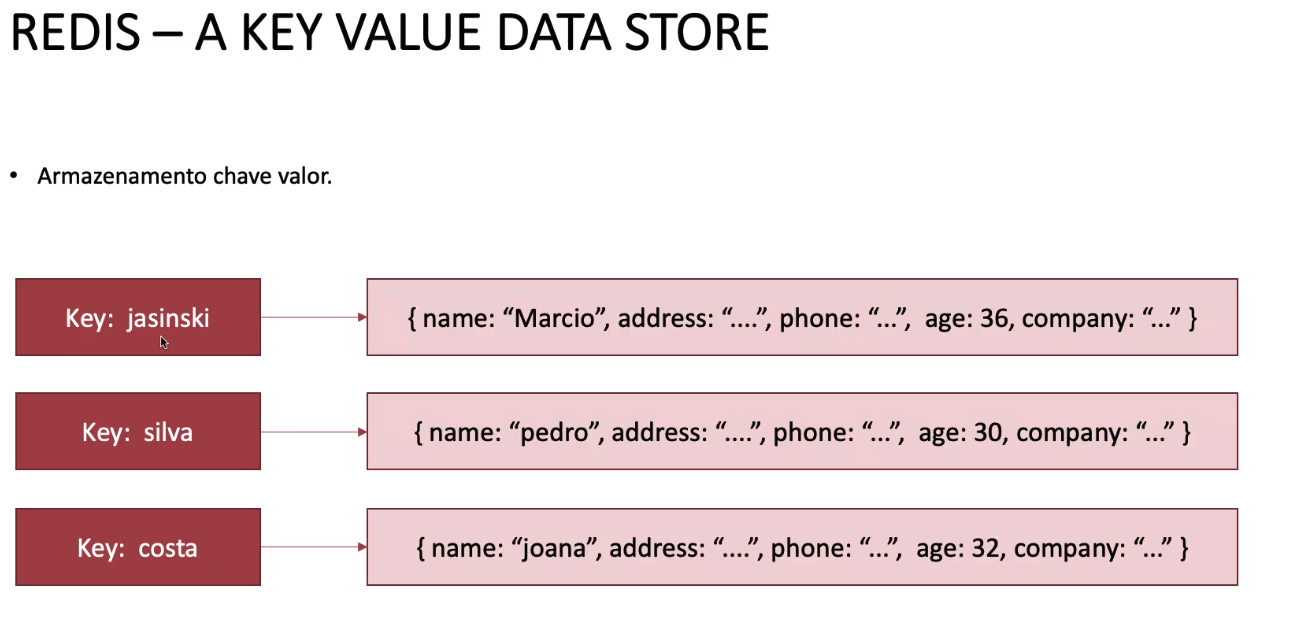 REDIS – A KEY VALUE DATA STORE
• Armazenamento chave valor.
Key: jasinski
{ name: “Marcio”, address: “....”, phone: “...”, age: 36, company: “...” }
Key: silva
{ name: “pedro”, address: “....”, phone: “...”, age: 30, company: “...” }
Key: costa
{ name: “joana”, address: “....”, phone: “...”, age: 32, company: “...” }